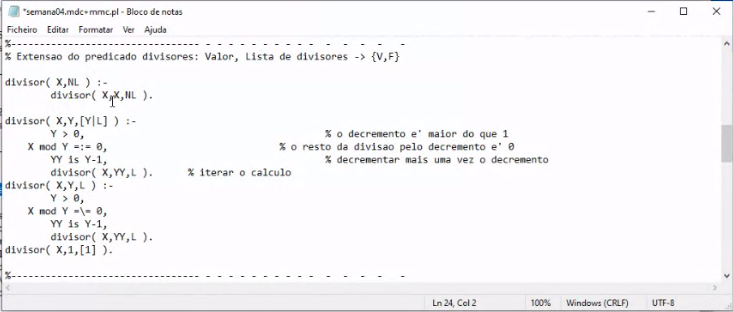 *semana04.mdc+mmc.pl - Bloco de notas
Ficheiro Editar Formatar Ver Ajuda
%--------------------------------- - - - - - - - - - - - - - - -
% Extensao do predicado divisores: Valor, Lista de divisores -> {V,F}
divisor( X,NL ) :-
divisor( X,X,NL ).
divisor( X,Y,[Y|L] ) :-
Y > 0, % o decremento e' maior do que 1
X mod Y =:= 0, % o resto da divisao pelo decremento e' 0
YY is Y-1, % decrementar mais uma vez o decremento
divisor( X,YY,L ). % iterar o calculo
divisor( X,Y,L ) :-
Y > 0,
X mod Y =\= 0,
YY is Y-1,
divisor( X,YY,L ).
divisor( X,1,[1] ).
%--------------------------------- - - - - - - - - - - - - - - -
Ln 24, Col 2 100% Windows (CRLF) UTF-8